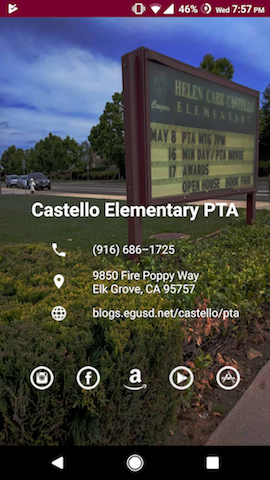 46% Wed 7:57 PM
HELEN CARR CASTELLO
Cougars ELEMENTARY
MAY 8 PTA MTG 7PM
16 MIN DAY/PTA MOVIE
17 AWARDS
OPEN HOUSE BOOK FAIR
Castello Elementary PTA
(916) 686–1725
9850 Fire Poppy Way
Elk Grove, CA 95757
blogs.egusd.net/castello/pta